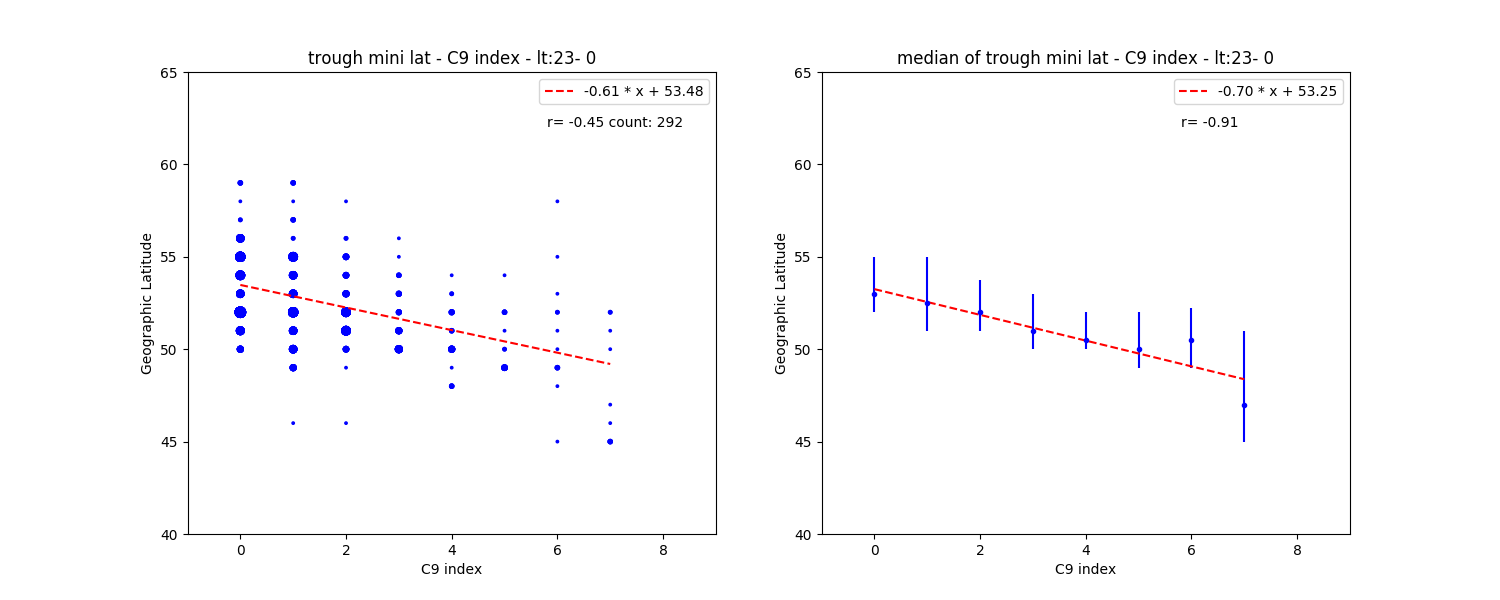 trough mini lat - C9 index - lt:23- 0
65
60
55
50
45
40
Geographic Latitude
0
2
4
6
8
C9 index
-0.61 * x + 53.48
r= -0.45 count: 292
median of trough mini lat - C9 index - lt:23- 0
65
60
55
50
45
40
Geographic Latitude
0
2
4
6
8
C9 index
-0.70 * x + 53.25
r= -0.91